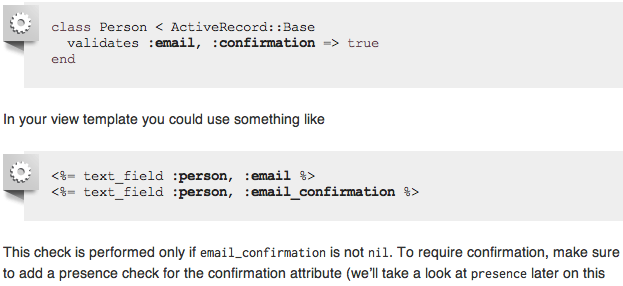 class Person < ActiveRecord::Base
  validates :email, :confirmation => true
end
In your view template you could use something like
<%= text_field :person, :email %>
<%= text_field :person, :email_confirmation %>
This check is performed only if email_confirmation is not nil. To require confirmation, make sure
to add a presence check for the confirmation attribute (we’ll take a look at presence later on this